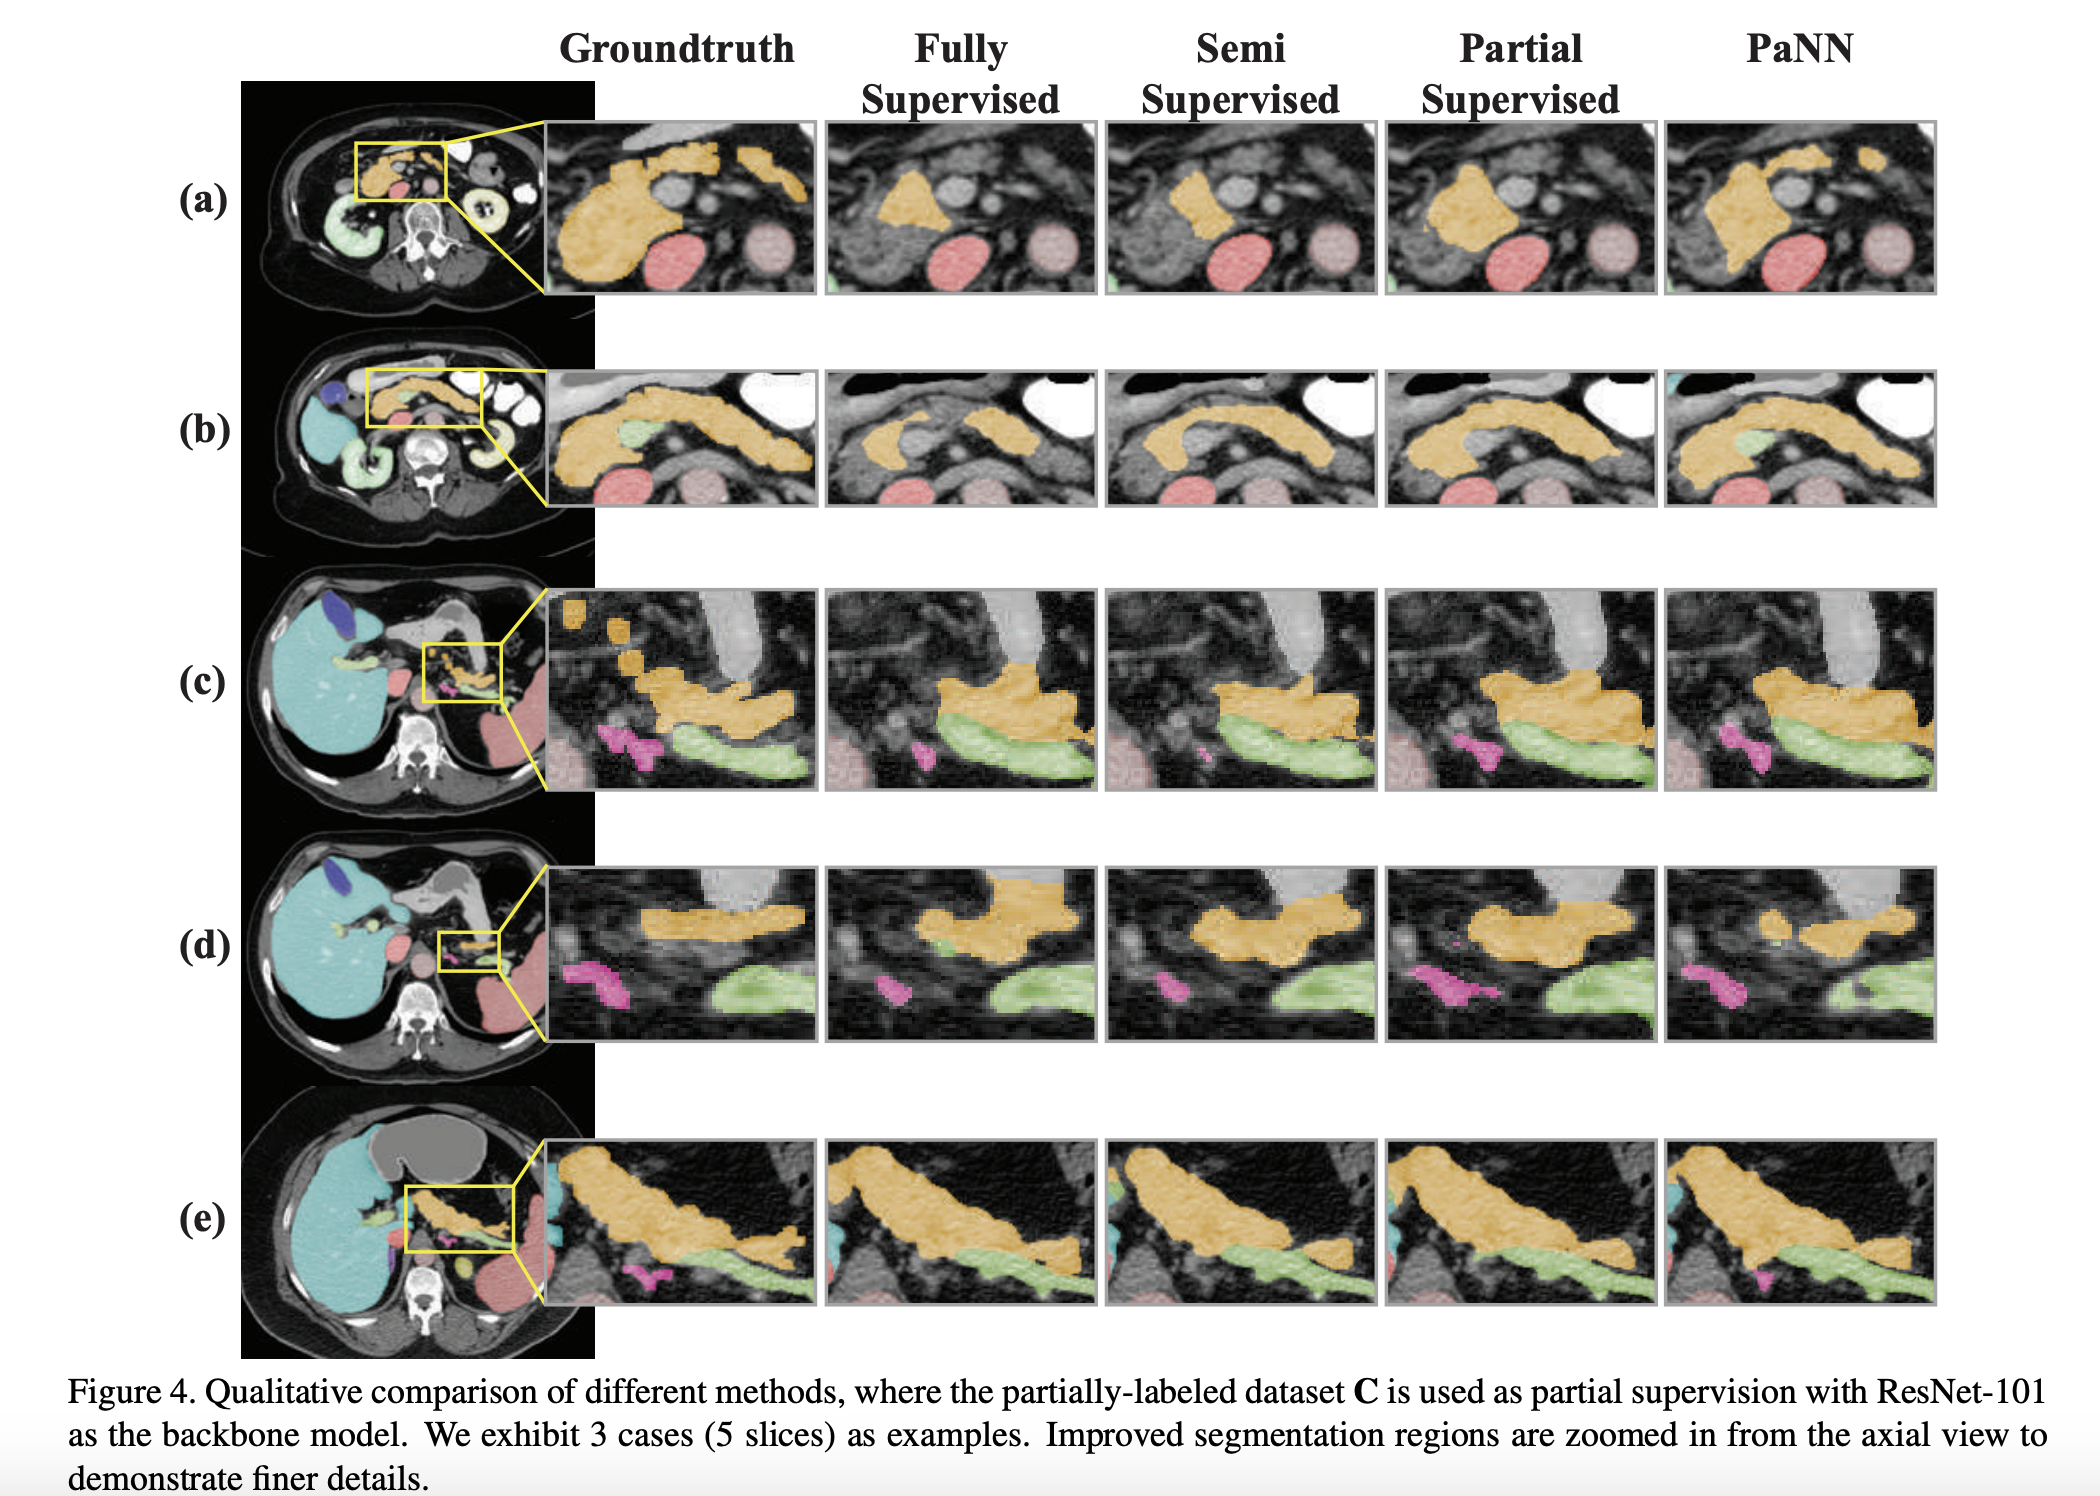 Groundtruth Fully Supervised Semi Supervised Partial Supervised PaNN
(a)
(b)
(c)
(d)
(e)
Figure 4. Qualitative comparison of different methods, where the partially-labeled dataset C is used as partial supervision with ResNet-101
as the backbone model. We exhibit 3 cases (5 slices) as examples. Improved segmentation regions are zoomed in from the axial view to
demonstrate finer details.